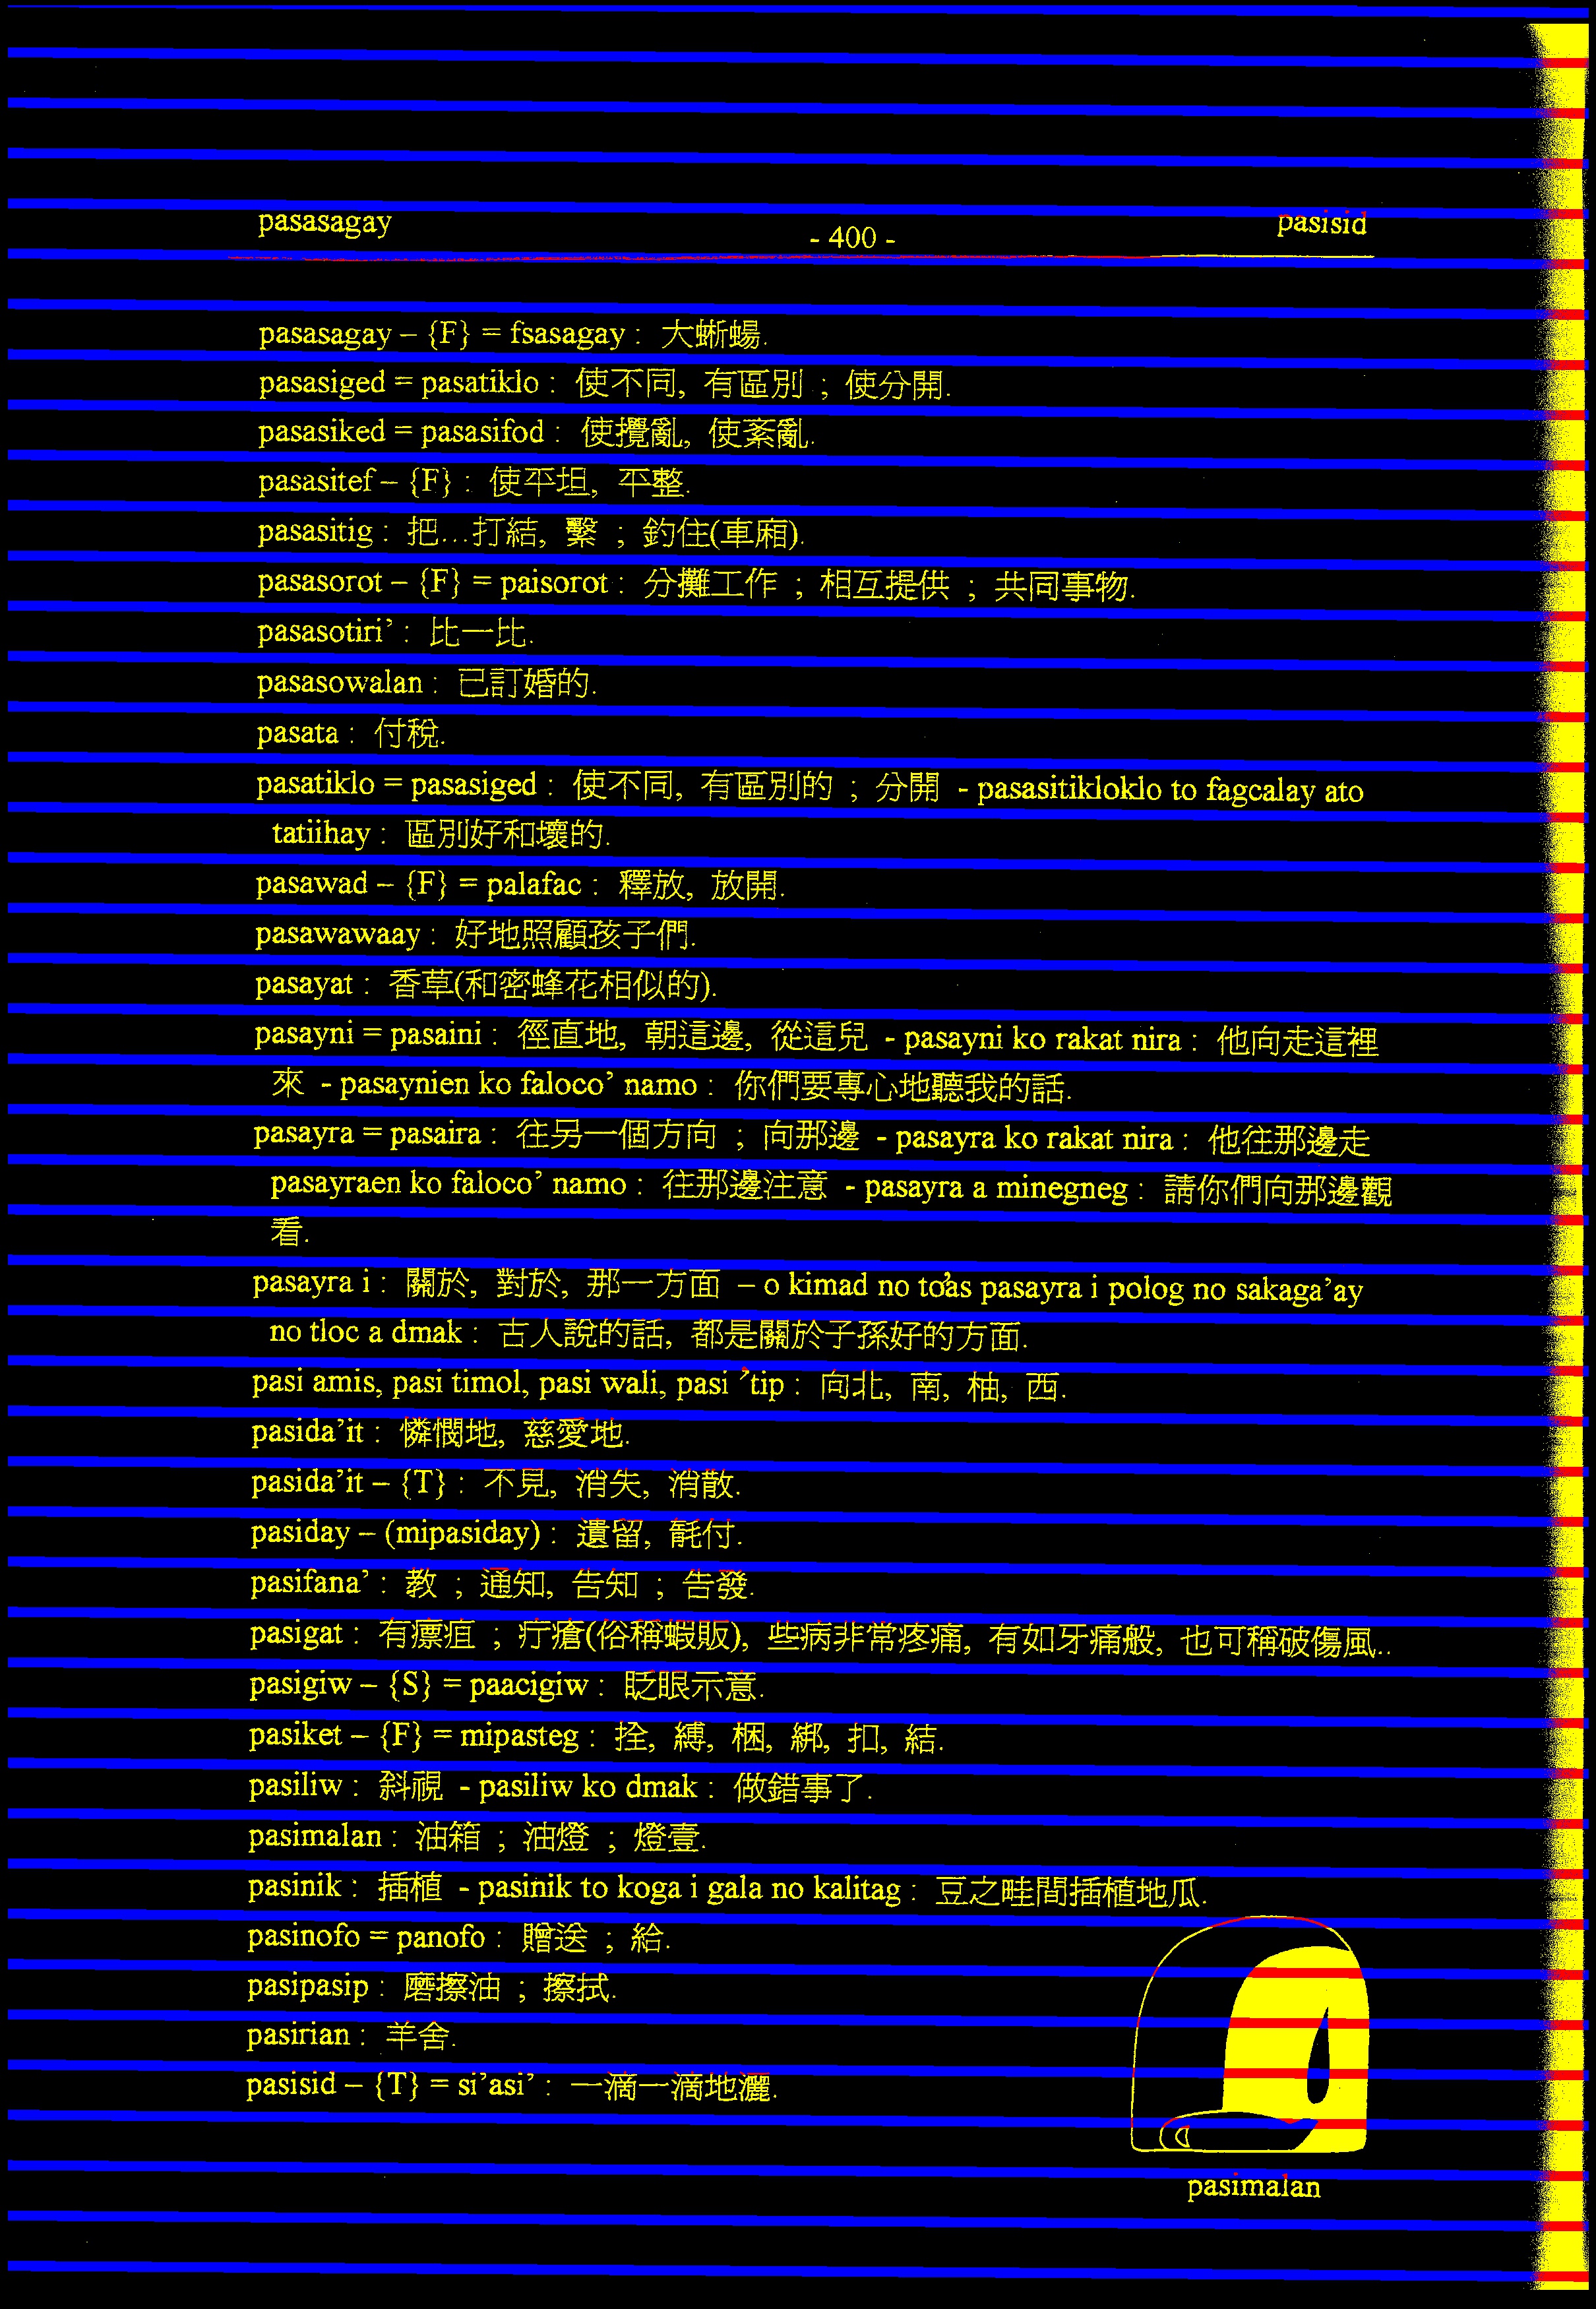 pasasagay
- 400 -
pasisid
pasasagay – {F} = fsasagay : 大蜥蜴.
pasasiged = pasatiklo : 使不同, 有區別 ; 使分開.
pasasiked = pasasifod : 使攪亂, 使紊亂.
pasasitef – {F} : 使平坦, 平整.
pasasitig : 把…打結, 繫 ; 釣住(車廂).
pasasorot – {F} = paisorot : 分攤工作 ; 相互提供 ; 共同事物.
pasasotiri’ : 比一比.
pasasowalan : 已訂婚的.
pasata : 付稅.
pasatiklo = pasasiged : 使不同, 有區別的 ; 分開 - pasasitikloklo to fagcalay ato
tatiihay : 區別好和壞的.
pasawad – {F} = palafac : 釋放, 放開.
pasawawaay : 好地照顧孩子們.
pasayat : 香草(和密蜂花相似的).
pasayni = pasaini : 徑直地, 朝這邊, 從這兒 - pasayni ko rakat nira : 他向走這裡
來 - pasaynien ko faloco’ namo : 你們要專心地聽我的話.
pasayra = pasaira : 往另一個方向 ; 向那邊 - pasayra ko rakat nira : 他往那邊走
pasayraen ko faloco’ namo : 往那邊注意 - pasayra a minegneg : 請你們向那邊觀
看.
pasayra i : 關於, 對於, 那一方面 – o kimad no to’as pasayra i polog no sakaga’ay
no tloc a dmak : 古人說的話, 都是關於子孫好的方面.
pasi amis, pasi timol, pasi wali, pasi ’tip : 向北, 南, 柚, 西.
pasida’it : 憐憫地, 慈愛地.
pasida’it – {T} : 不見, 消失, 消散.
pasiday – (mipasiday) : 遺留, 毦付.
pasifana’ : 教 ; 通知, 告知 ; 告發.
pasigat : 有瘭疽 ; 疔瘡(俗稱蝦販), 些病非常疼痛, 有如牙痛般, 也可稱破傷風..
pasigiw – {S} = paacigiw : 眨眼示意.
pasiket – {F} = mipasteg : 拴, 縛, 梱, 綁, 扣, 結.
pasiliw : 斜視 - pasiliw ko dmak : 做錯事了.
pasimalan : 油箱 ; 油燈 ; 燈壹.
pasinik : 插植 - pasinik to koga i gala no kalitag : 豆之畦間插植地瓜.
pasinofo = panofo : 贈送 ; 給.
pasipasip : 磨擦油 ; 擦拭.
pasirian : 羊舍.
pasisid – {T} = si’asi’ : 一滴一滴地灑.
pasimalan